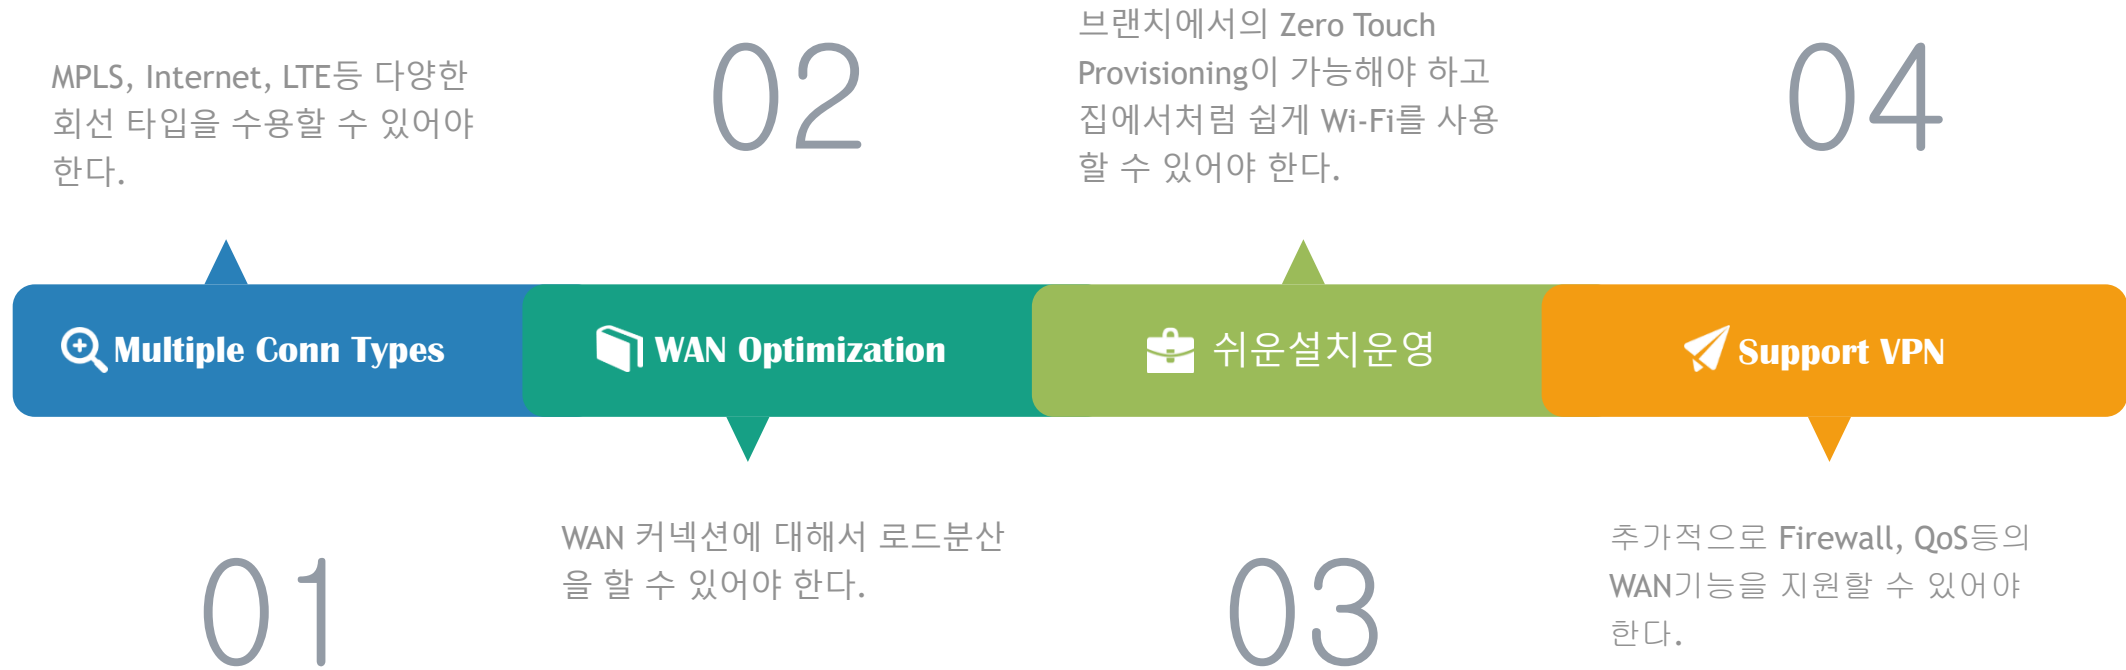 MPLS, Internet, LTE등 다양한
회선 타입을 수용할 수 있어야
한다.
Multiple Conn Types
01
02
WAN Optimization
WAN 커넥션에 대해서 로드분산
을 할 수 있어야 한다.
브랜치에서의 Zero Touch
Provisioning이 가능해야 하고
집에서처럼 쉽게 Wi-Fi를 사용
할 수 있어야 한다.
쉬운설치운영
03
04
Support VPN
추가적으로 Firewall, QoS등의
WAN기능을 지원할 수 있어야
한다.